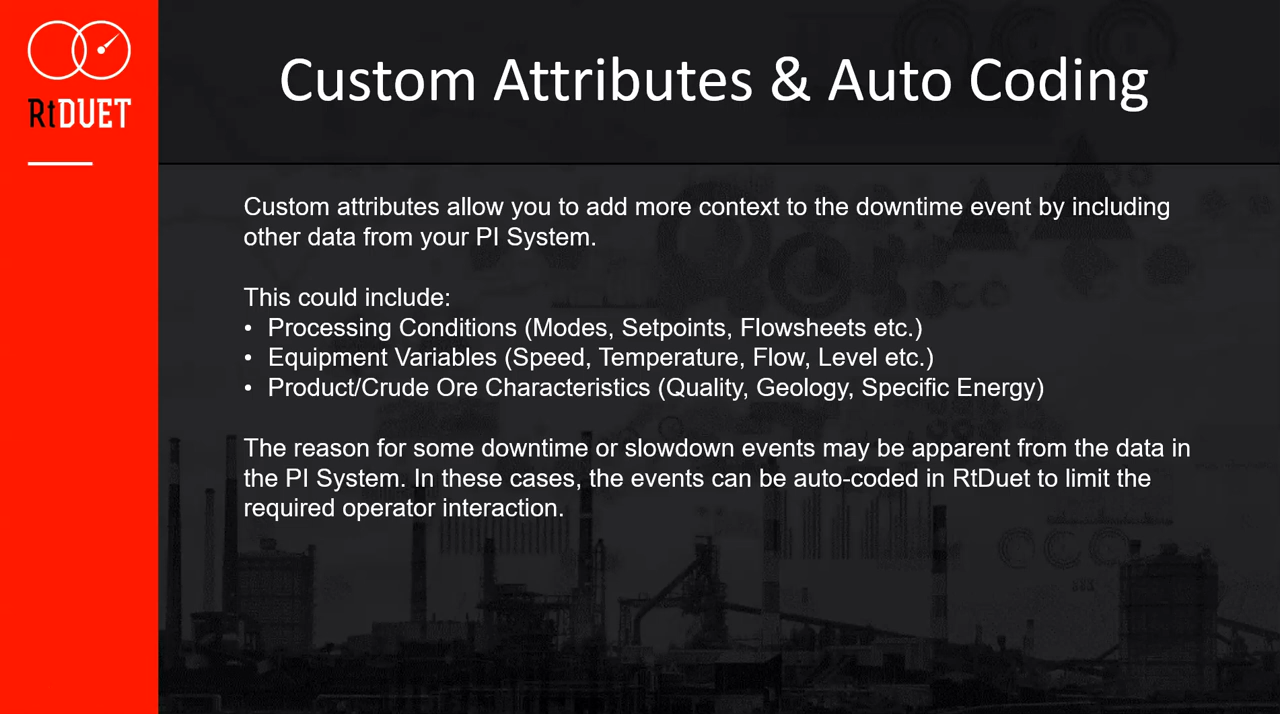 RtDUET
Custom Attributes & Auto Coding
Custom attributes allow you to add more context to the downtime event by including
other data from your PI System.
This could include:
• Processing Conditions (Modes, Setpoints, Flowsheets etc.)
• Equipment Variables (Speed, Temperature, Flow, Level etc.)
• Product/Crude Ore Characteristics (Quality, Geology, Specific Energy)
The reason for some downtime or slowdown events may be apparent from the data in
the PI System. In these cases, the events can be auto-coded in RtDuet to limit the
required operator interaction.